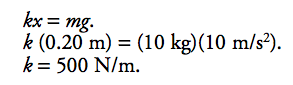 kx = mg.
k (0.20 m) = (10 kg)(10 m/s²).
k = 500 N/m.